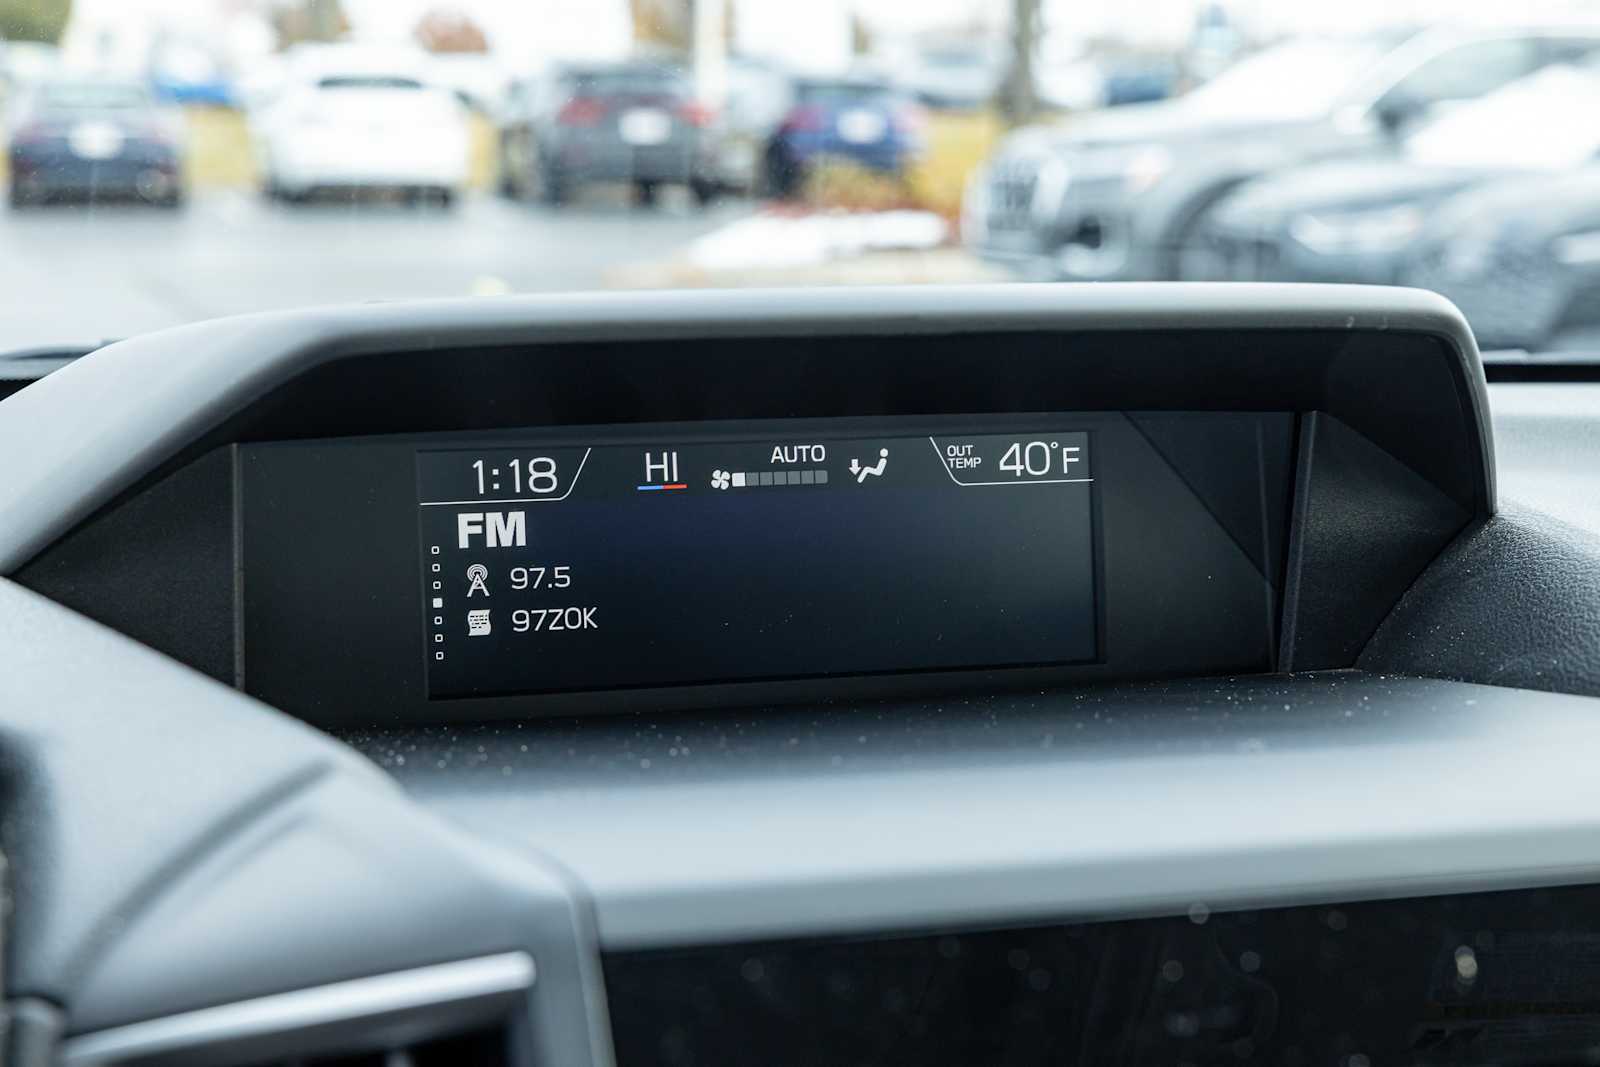 1:18
HI
AUTO
OUT TEMP
40°F
FM
97.5
97ZOK